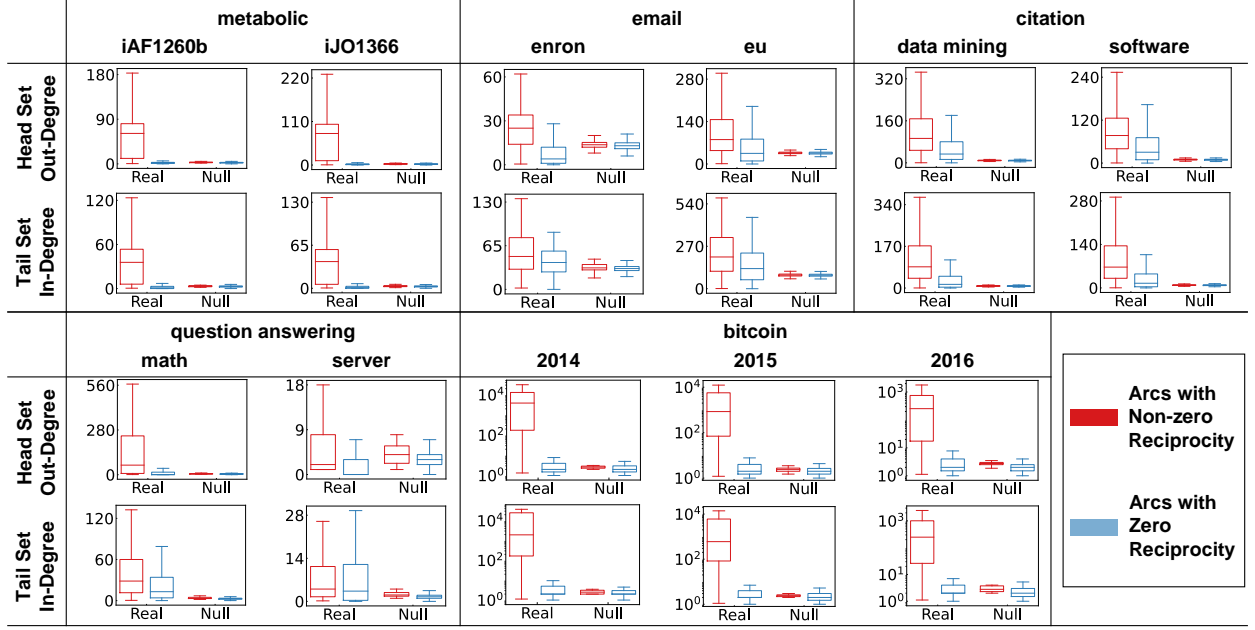 metabolic
email
citation
iAF1260b
iJO1366
enron
eu
data mining
software
Head Set
Out-Degree
180
90
0
Real
Null
220
110
0
Real
Null
60
30
0
Real
Null
280
140
0
Real
Null
320
160
0
Real
Null
240
120
0
Real
Null
Tail Set
In-Degree
120
60
0
Real
Null
130
65
0
Real
Null
130
65
0
Real
Null
540
270
0
Real
Null
340
170
0
Real
Null
280
140
0
Real
Null
question answering
bitcoin
math
server
2014
2015
2016
Head Set
Out-Degree
560
280
0
Real
Null
18
9
0
Real
Null
10⁴
10²
10⁰
Real
Null
10⁴
10²
10⁰
Real
Null
10³
10²
10¹
10⁰
Real
Null
Tail Set
In-Degree
120
60
0
Real
Null
28
14
0
Real
Null
10⁴
10²
10⁰
Real
Null
10⁴
10²
10⁰
Real
Null
10³
10²
10¹
10⁰
Real
Null
Arcs with
Non-zero
Reciprocity
Arcs with
Zero
Reciprocity